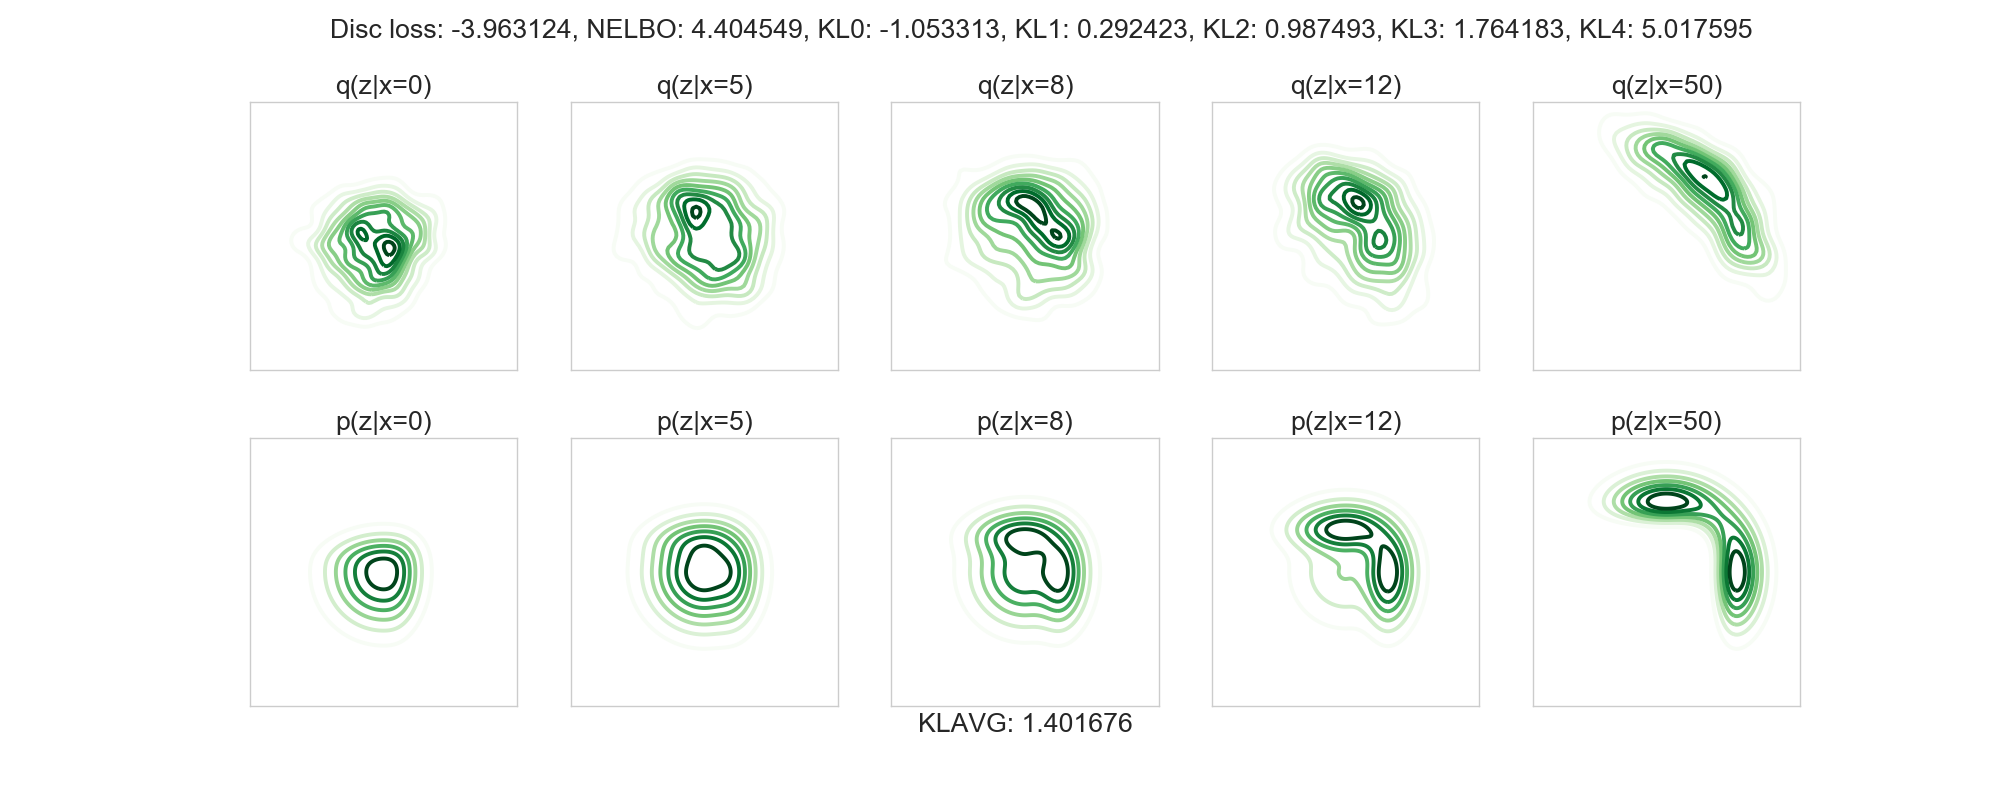 Disc loss: -3.963124, NELBO: 4.404549, KL0: -1.053313, KL1: 0.292423, KL2: 0.987493, KL3: 1.764183, KL4: 5.017595
q(z|x=0) q(z|x=5) q(z|x=8) q(z|x=12) q(z|x=50)
p(z|x=0) p(z|x=5) p(z|x=8) p(z|x=12) p(z|x=50)
KLAVG: 1.401676